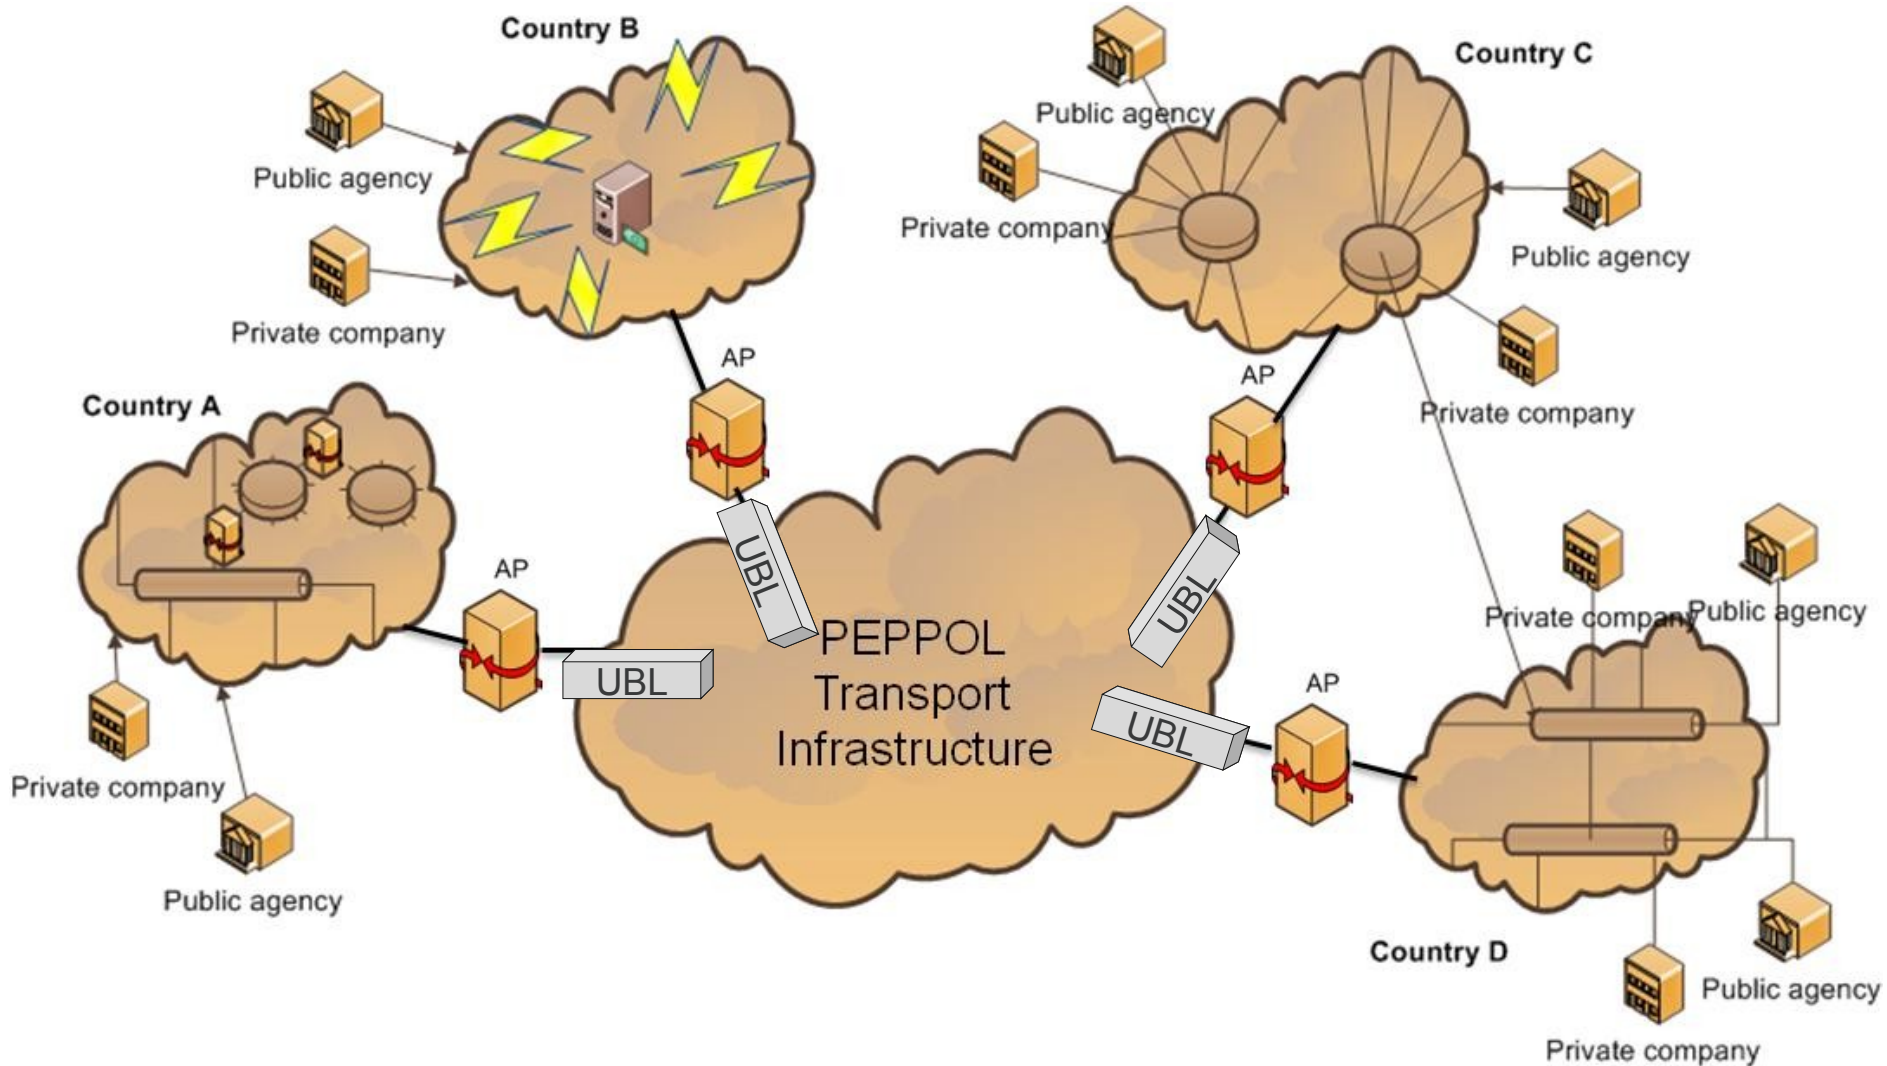 Country B
Country C
Public agency
Public agency
Private company
Public agency
Private company
Public agency
Private company
AP
AP
Country A
Private company
AP
UBL
UBL
Private company
Public agency
UBL
PEPPOL
Transport
Infrastructure
UBL
AP
Private company
Public agency
Country D
Public agency
Private company